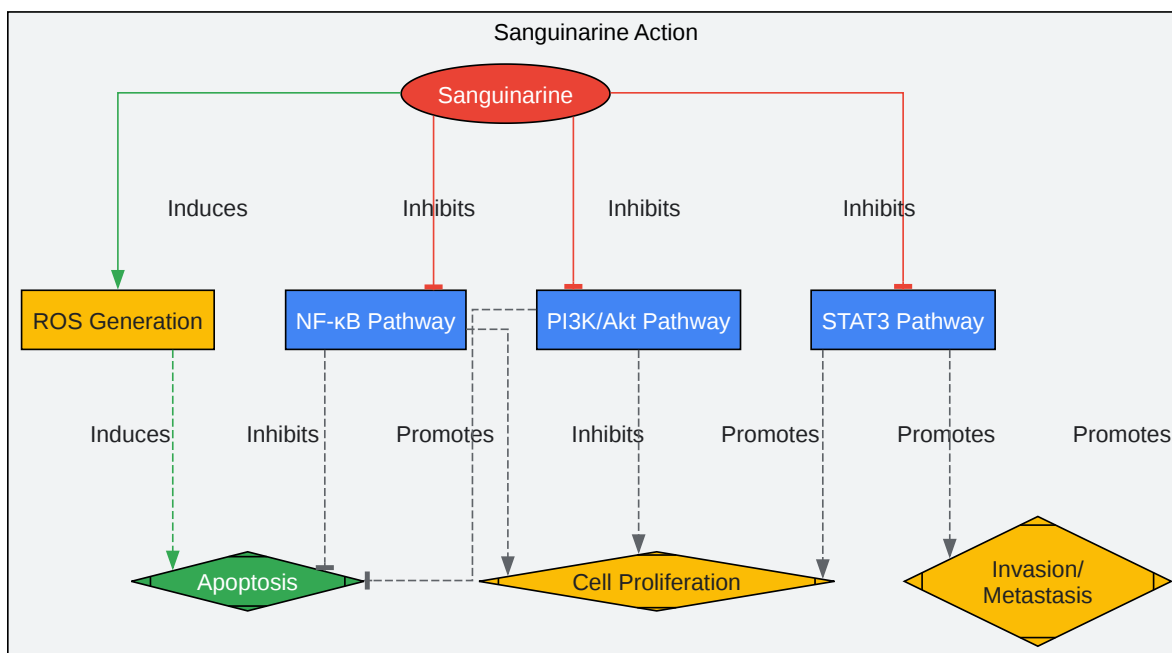 Sanguinarine Action
Sanguinarine
Induces
Inhibits
Inhibits
Inhibits
ROS Generation
NF-κB Pathway
PI3K/Akt Pathway
STAT3 Pathway
Induces
Inhibits
Promotes
Inhibits
Promotes
Promotes
Promotes
Apoptosis
Cell Proliferation
Invasion/
Metastasis